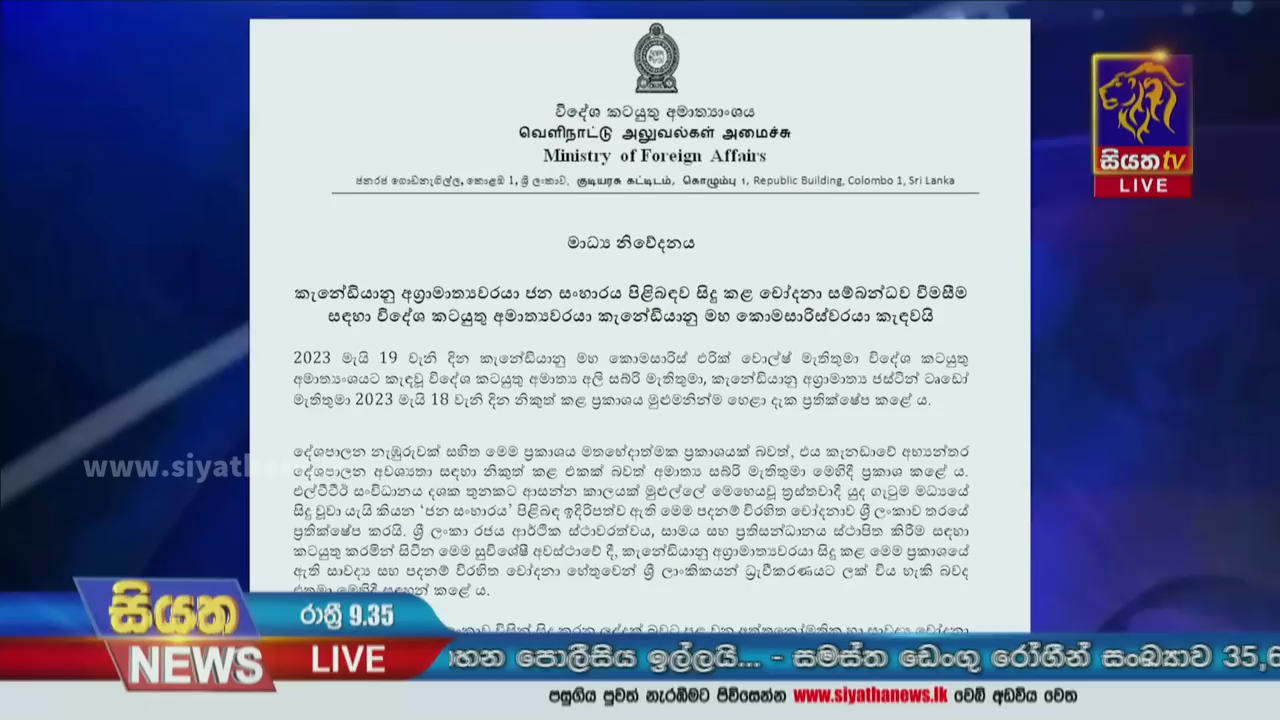 විදේශ කටයුතු අමාත්‍යාංශය
வெளிநாட்டு அலுவல்கள் அமைச்சு
Ministry of Foreign Affairs
ජනරජ ගොඩනැගිල්ල, කොළඹ 1, ශ්‍රී ලංකාව, குடியரசு கட்டிடம், கொழும்பு 1, Republic Building, Colombo 1, Sri Lanka
සියත tv
LIVE
මාධ්‍ය නිවේදනය
කැනේඩියානු අග්‍රාමාත්‍යවරයා ජන සංහාරය පිළිබඳව සිදු කළ චෝදනා සම්බන්ධව විමසීම
සඳහා විදේශ කටයුතු අමාත්‍යවරයා කැනේඩියානු මහ කොමසාරිස්වරයා කැඳවයි
2023 මැයි 19 වැනි දින කැනේඩියානු මහ කොමසාරිස් එරික් වොල්ෂ් මැතිතුමා විදේශ කටයුතු
අමාත්‍යංශයට කැඳවූ විදේශ කටයුතු අමාත්‍ය අලි සබ්රි මැතිතුමා, කැනේඩියානු අග්‍රාමාත්‍ය ජස්ටින් ටෲඩෝ
මැතිතුමා 2023 මැයි 18 වැනි දින නිකුත් කළ ප්‍රකාශය මුළුමනින්ම හෙළා දැක ප්‍රතික්ෂේප කළේ ය.
දේශපාලන නැඹුරුවක් සහිත මෙම ප්‍රකාශය මතභේදාත්මක ප්‍රකාශයක් බවත්, එය කැනඩාවේ අභ්‍යන්තර
දේශපාලන අවශ්‍යතා සඳහා නිකුත් කළ එකක් බවත් අමාත්‍ය සබ්රි මැතිතුමා මෙහිදී ප්‍රකාශ කළේ ය.
එල්ටීටීඊ සංවිධානය දශක තුනකට ආසන්න කාලයක් මුළුල්ලේ මෙහෙයවූ ත්‍රස්තවාදී යුද ගැටුම මධ්‍යයේ
සිදු වූවා යැයි කියන ‘ජන සංහාරය’ පිළිබඳ ඉදිරිපත්ව ඇති මෙම පදනම් විරහිත චෝදනාව ශ්‍රී ලංකාව තරයේ
ප්‍රතික්ෂේප කරයි. ශ්‍රී ලංකා රජය ආර්ථික ස්ථාවරත්වය, සාමය සහ ප්‍රතිසන්ධානය ස්ථාපිත කිරීම සඳහා
කටයුතු කරමින් සිටින මෙම සුවිශේෂී අවස්ථාවේ දී, කැනේඩියානු අග්‍රාමාත්‍යවරයා සිදු කළ මෙම ප්‍රකාශයේ
ඇති සාවද්‍ය සහ පදනම් විරහිත චෝදනා හේතුවෙන් ශ්‍රී ලාංකිකයන් ධ්‍රැවීකරණයට ලක් විය හැකි බවද
එතුමා මෙහිදී සඳහන් කළේ ය.
www.siyatha
සියත
NEWS
රාත්‍රී 9.35
LIVE
පොලීසිය ඉල්ලයි... - සමස්ත ඩෙංගු රෝගීන් සංඛ්‍යාව 35,6
පසුගිය පුවත් නැරඹීමට පිවිසෙන්න www.siyathanews.lk වෙබ් අඩවිය වෙත